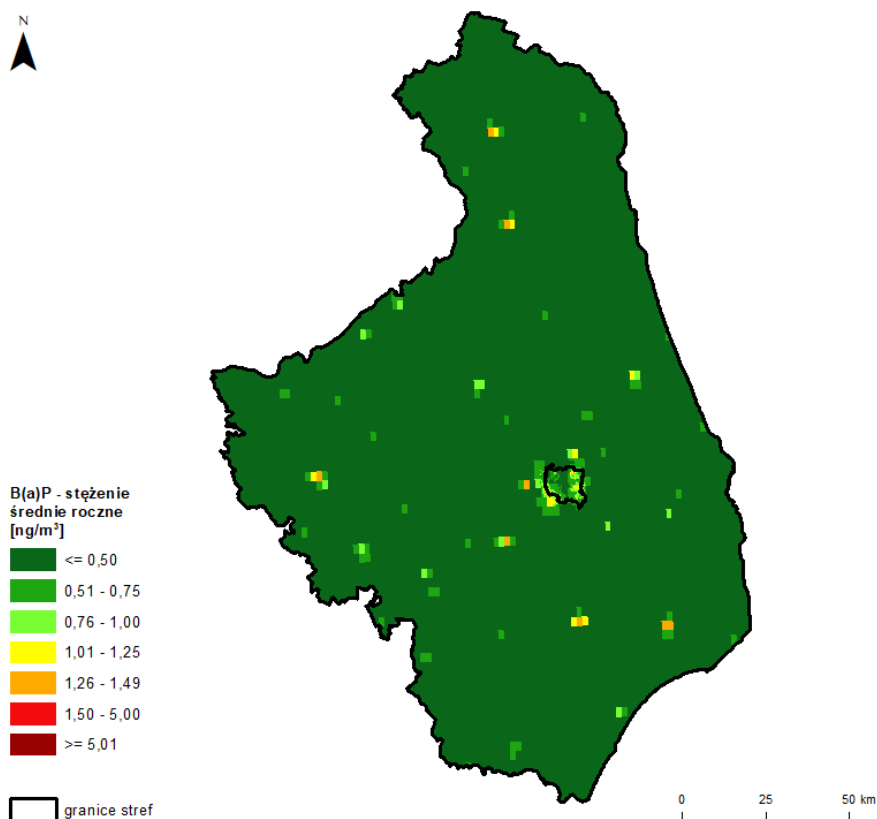 N
B(a)P - stężenie
średnie roczne
[ng/m³]
<= 0,50
0,51 - 0,75
0,76 - 1,00
1,01 - 1,25
1,26 - 1,49
1,50 - 5,00
>= 5,01
granice stref
0 25 50 km